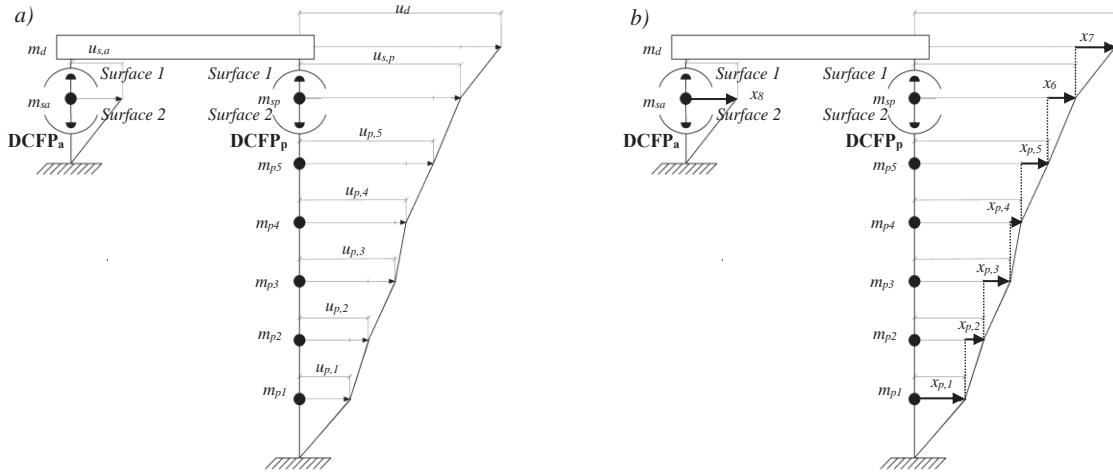 a)
u_d
m_d
u_{s,a}
u_{s,p}
Surface 1
Surface 1
m_{sa}
m_{sp}
Surface 2
Surface 2
DCFP_a
DCFP_p
u_{p,5}
m_{p5}
u_{p,4}
m_{p4}
u_{p,3}
m_{p3}
u_{p,2}
m_{p2}
u_{p,1}
m_{p1}
b)
x_7
m_d
Surface 1
Surface 1
x_6
m_{sa}
x_8
m_{sp}
Surface 2
Surface 2
DCFP_a
DCFP_p
x_{p,5}
m_{p5}
x_{p,4}
m_{p4}
x_{p,3}
m_{p3}
x_{p,2}
m_{p2}
x_{p,1}
m_{p1}